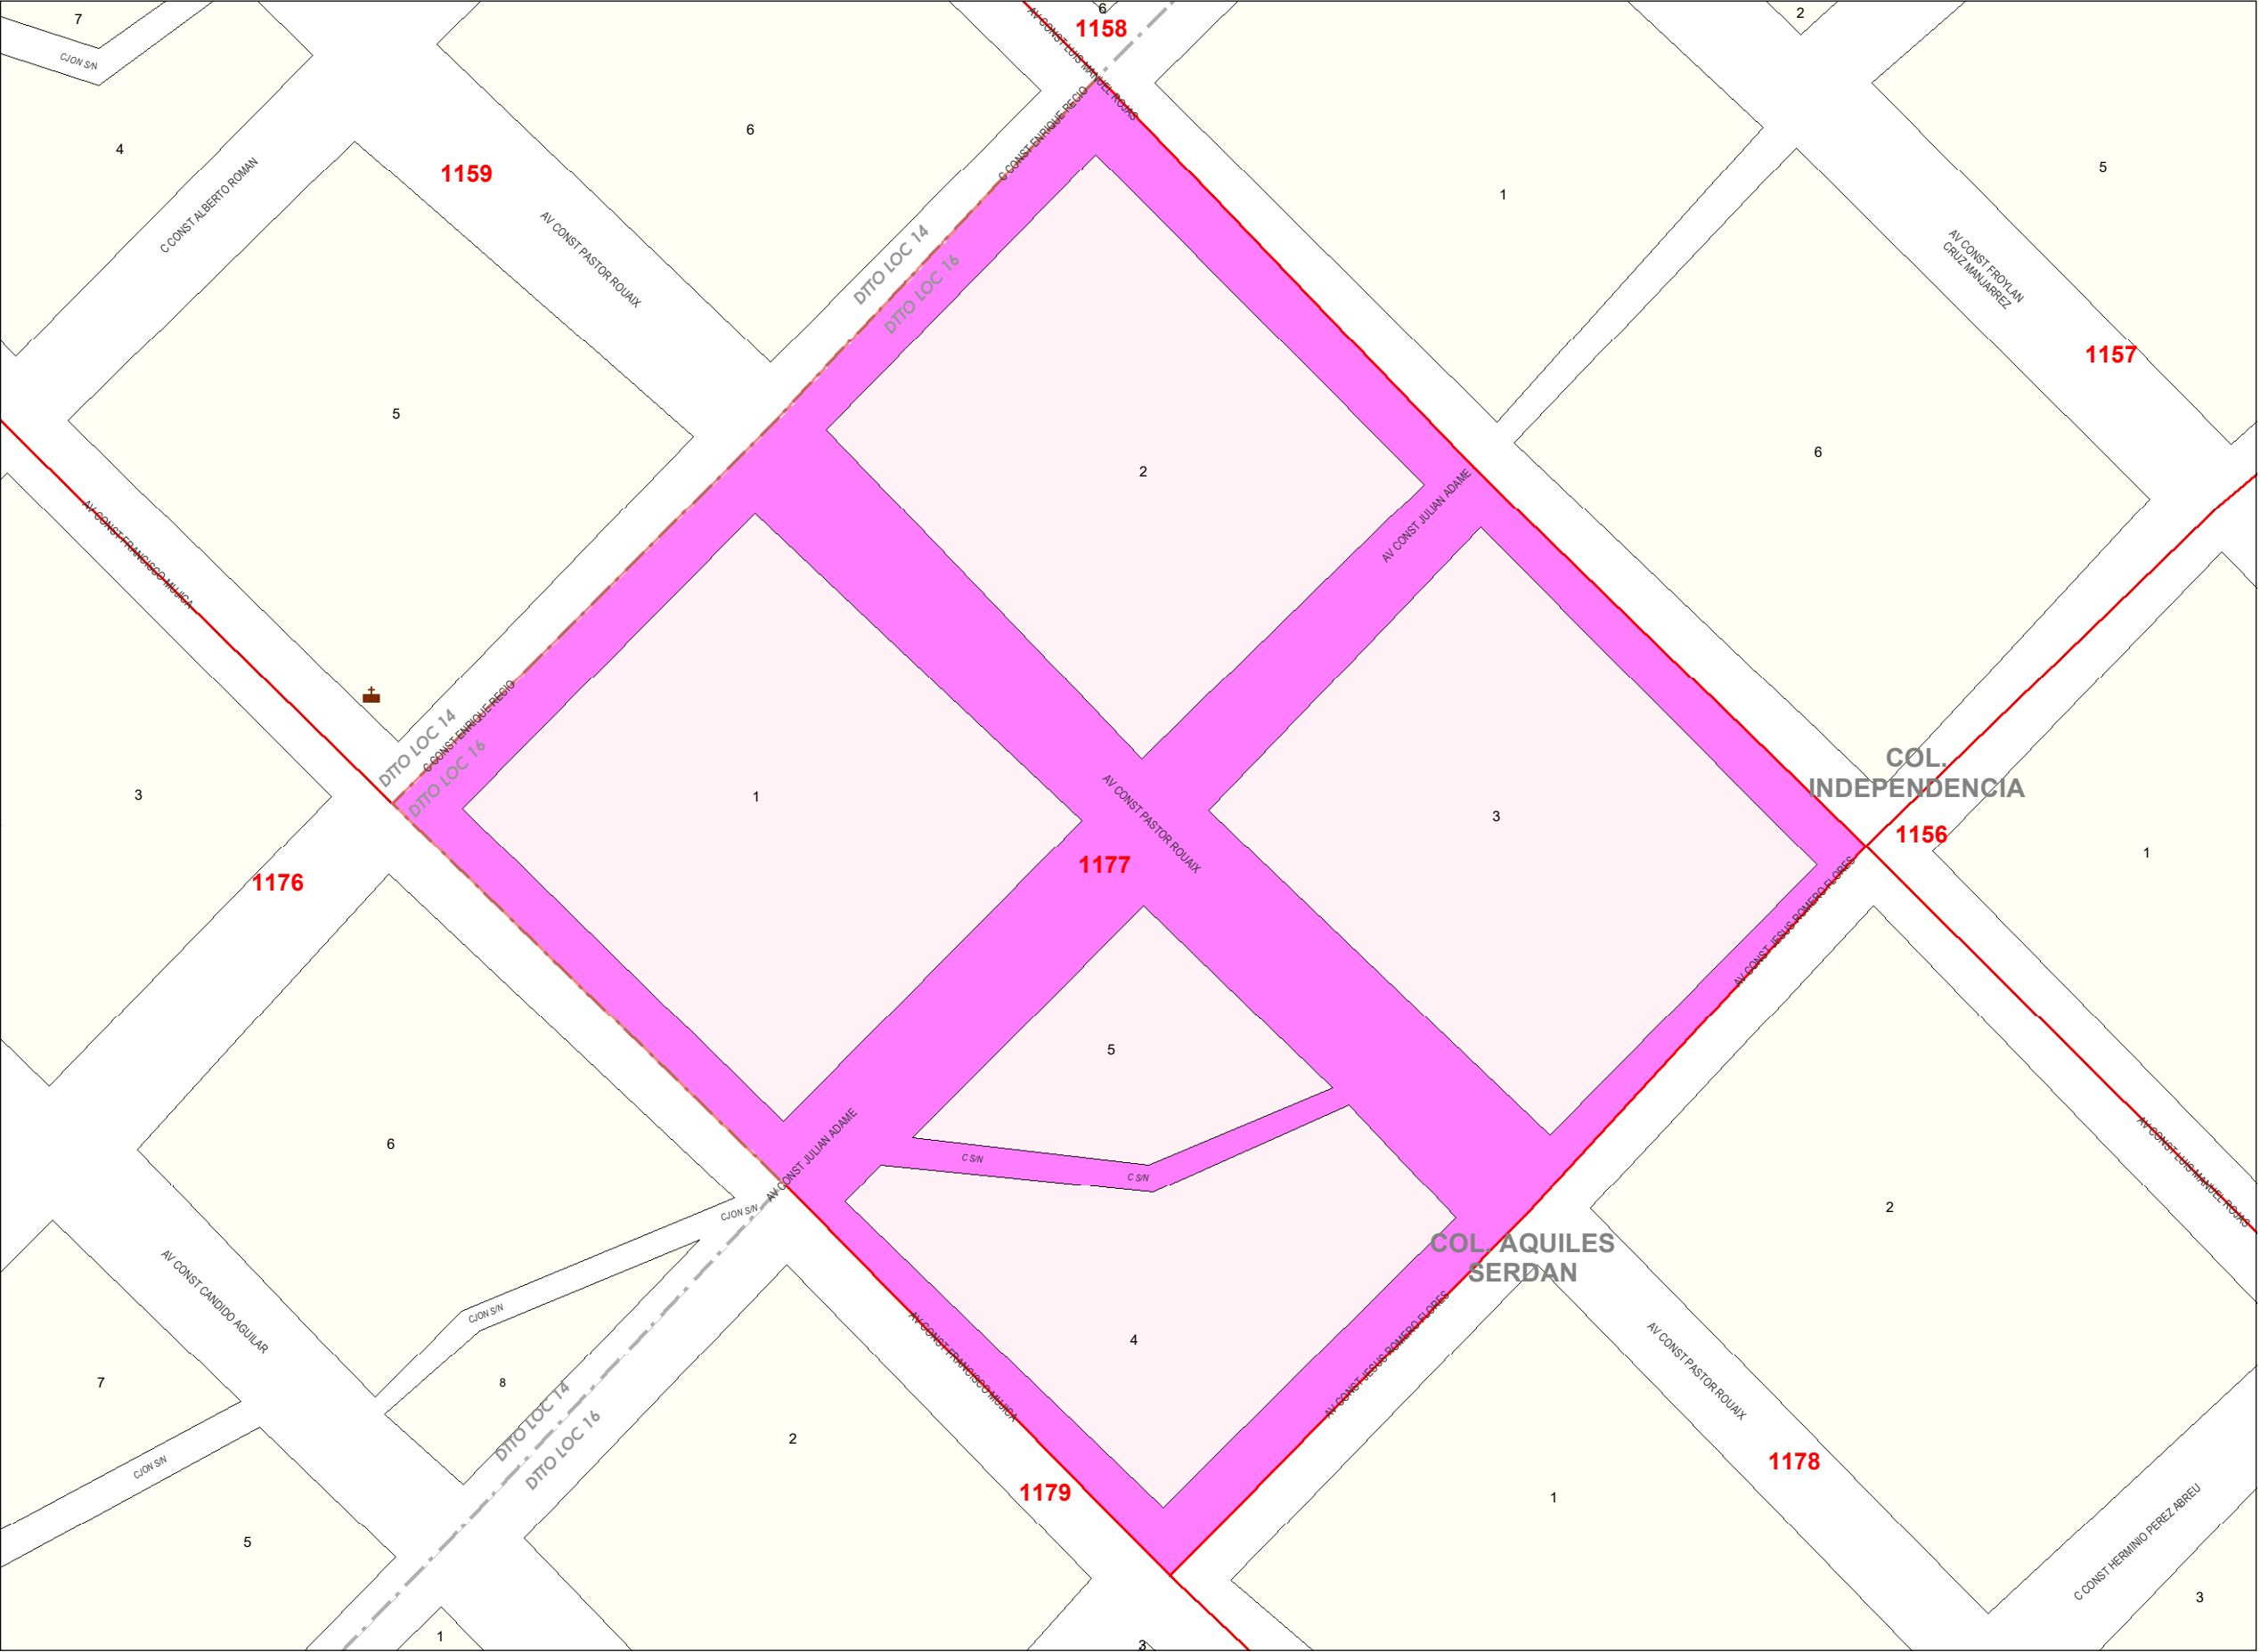 7
6
1158
2
CJON S/N
AV CONST LUIS MANUEL ROJAS
4
6
C CONST ENRIQUE REGIO
1
5
1159
C CONST ALBERTO ROMAN
AV CONST PASTOR ROUAIX
DTTO LOC 14
DTTO LOC 16
AV CONST FROYLAN
CRUZ MANJARREZ
1157
5
2
6
AV CONST JULIAN ADAME
AV CONST FRANCISCO MUJICA
C CONST ENRIQUE REGIO
DTTO LOC 14
DTTO LOC 16
3
1
AV CONST PASTOR ROUAIX
3
COL.
INDEPENDENCIA
1156
1
1176
1177
AV CONST JESUS ROMERO FLORES
5
6
AV CONST JULIAN ADAME
C S/N
C S/N
CJON S/N
2
AV CONST LUIS MANUEL ROJAS
COL. AQUILES
SERDAN
AV CONST CANDIDO AGUILAR
CJON S/N
AV CONST FRANCISCO MUJICA
4
AV CONST JESUS ROMERO FLORES
AV CONST PASTOR ROUAIX
7
8
DTTO LOC 14
DTTO LOC 16
2
CJON S/N
1178
1179
1
5
C CONST HERMINIO PEREZ ABREU
3
1
3